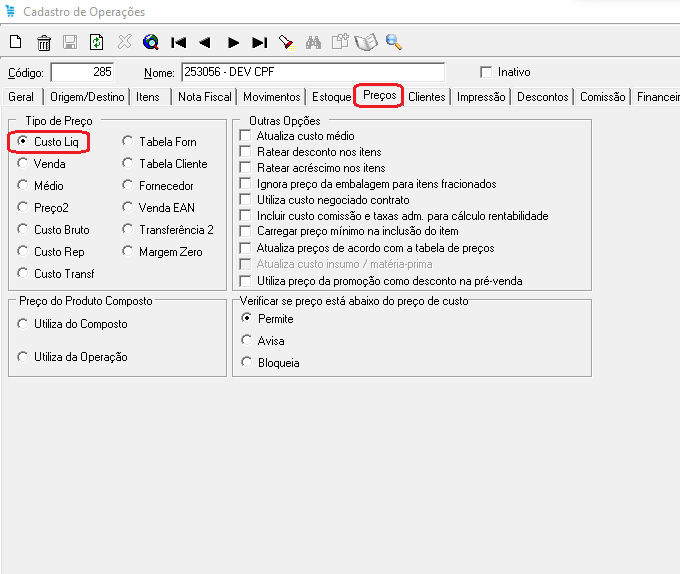 Cadastro de Operações
Código: 285 Nome: 253056 - DEV CPF Inativo
Geral Origem/Destino Itens Nota Fiscal Movimentos Estoque Preços Clientes Impressão Descontos Comissão Financeir
Tipo de Preço
Custo Liq
Venda
Médio
Preço2
Custo Bruto
Custo Rep
Custo Transf
Tabela Forn
Tabela Cliente
Fornecedor
Venda EAN
Transferência 2
Margem Zero
Outras Opções
Atualiza custo médio
Ratear desconto nos itens
Ratear acréscimo nos itens
Ignora preço da embalagem para itens fracionados
Utiliza custo negociado contrato
Incluir custo comissão e taxas adm. para cálculo rentabilidade
Carregar preço mínimo na inclusão do item
Atualiza preços de acordo com a tabela de preços
Atualiza custo insumo / matéria-prima
Utiliza preço da promoção como desconto na pré-venda
Preço do Produto Composto
Utiliza do Composto
Utiliza da Operação
Verificar se preço está abaixo do preço de custo
Permite
Avisa
Bloqueia